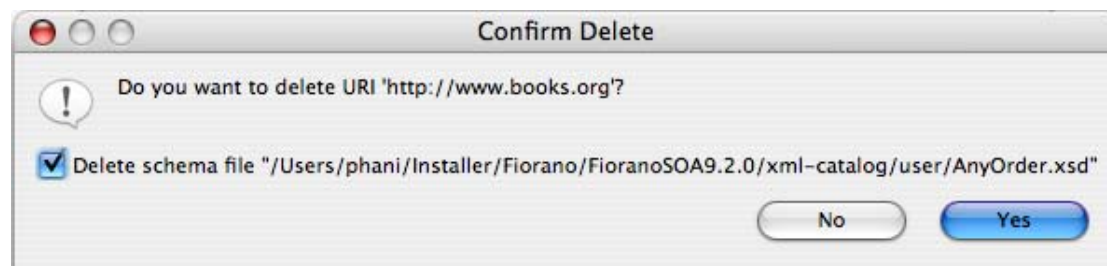 Confirm Delete
Do you want to delete URI 'http://www.books.org'?
Delete schema file "/Users/phani/Installer/Fiorano/FioranoSOA9.2.0/xml-catalog/user/AnyOrder.xsd"
No Yes